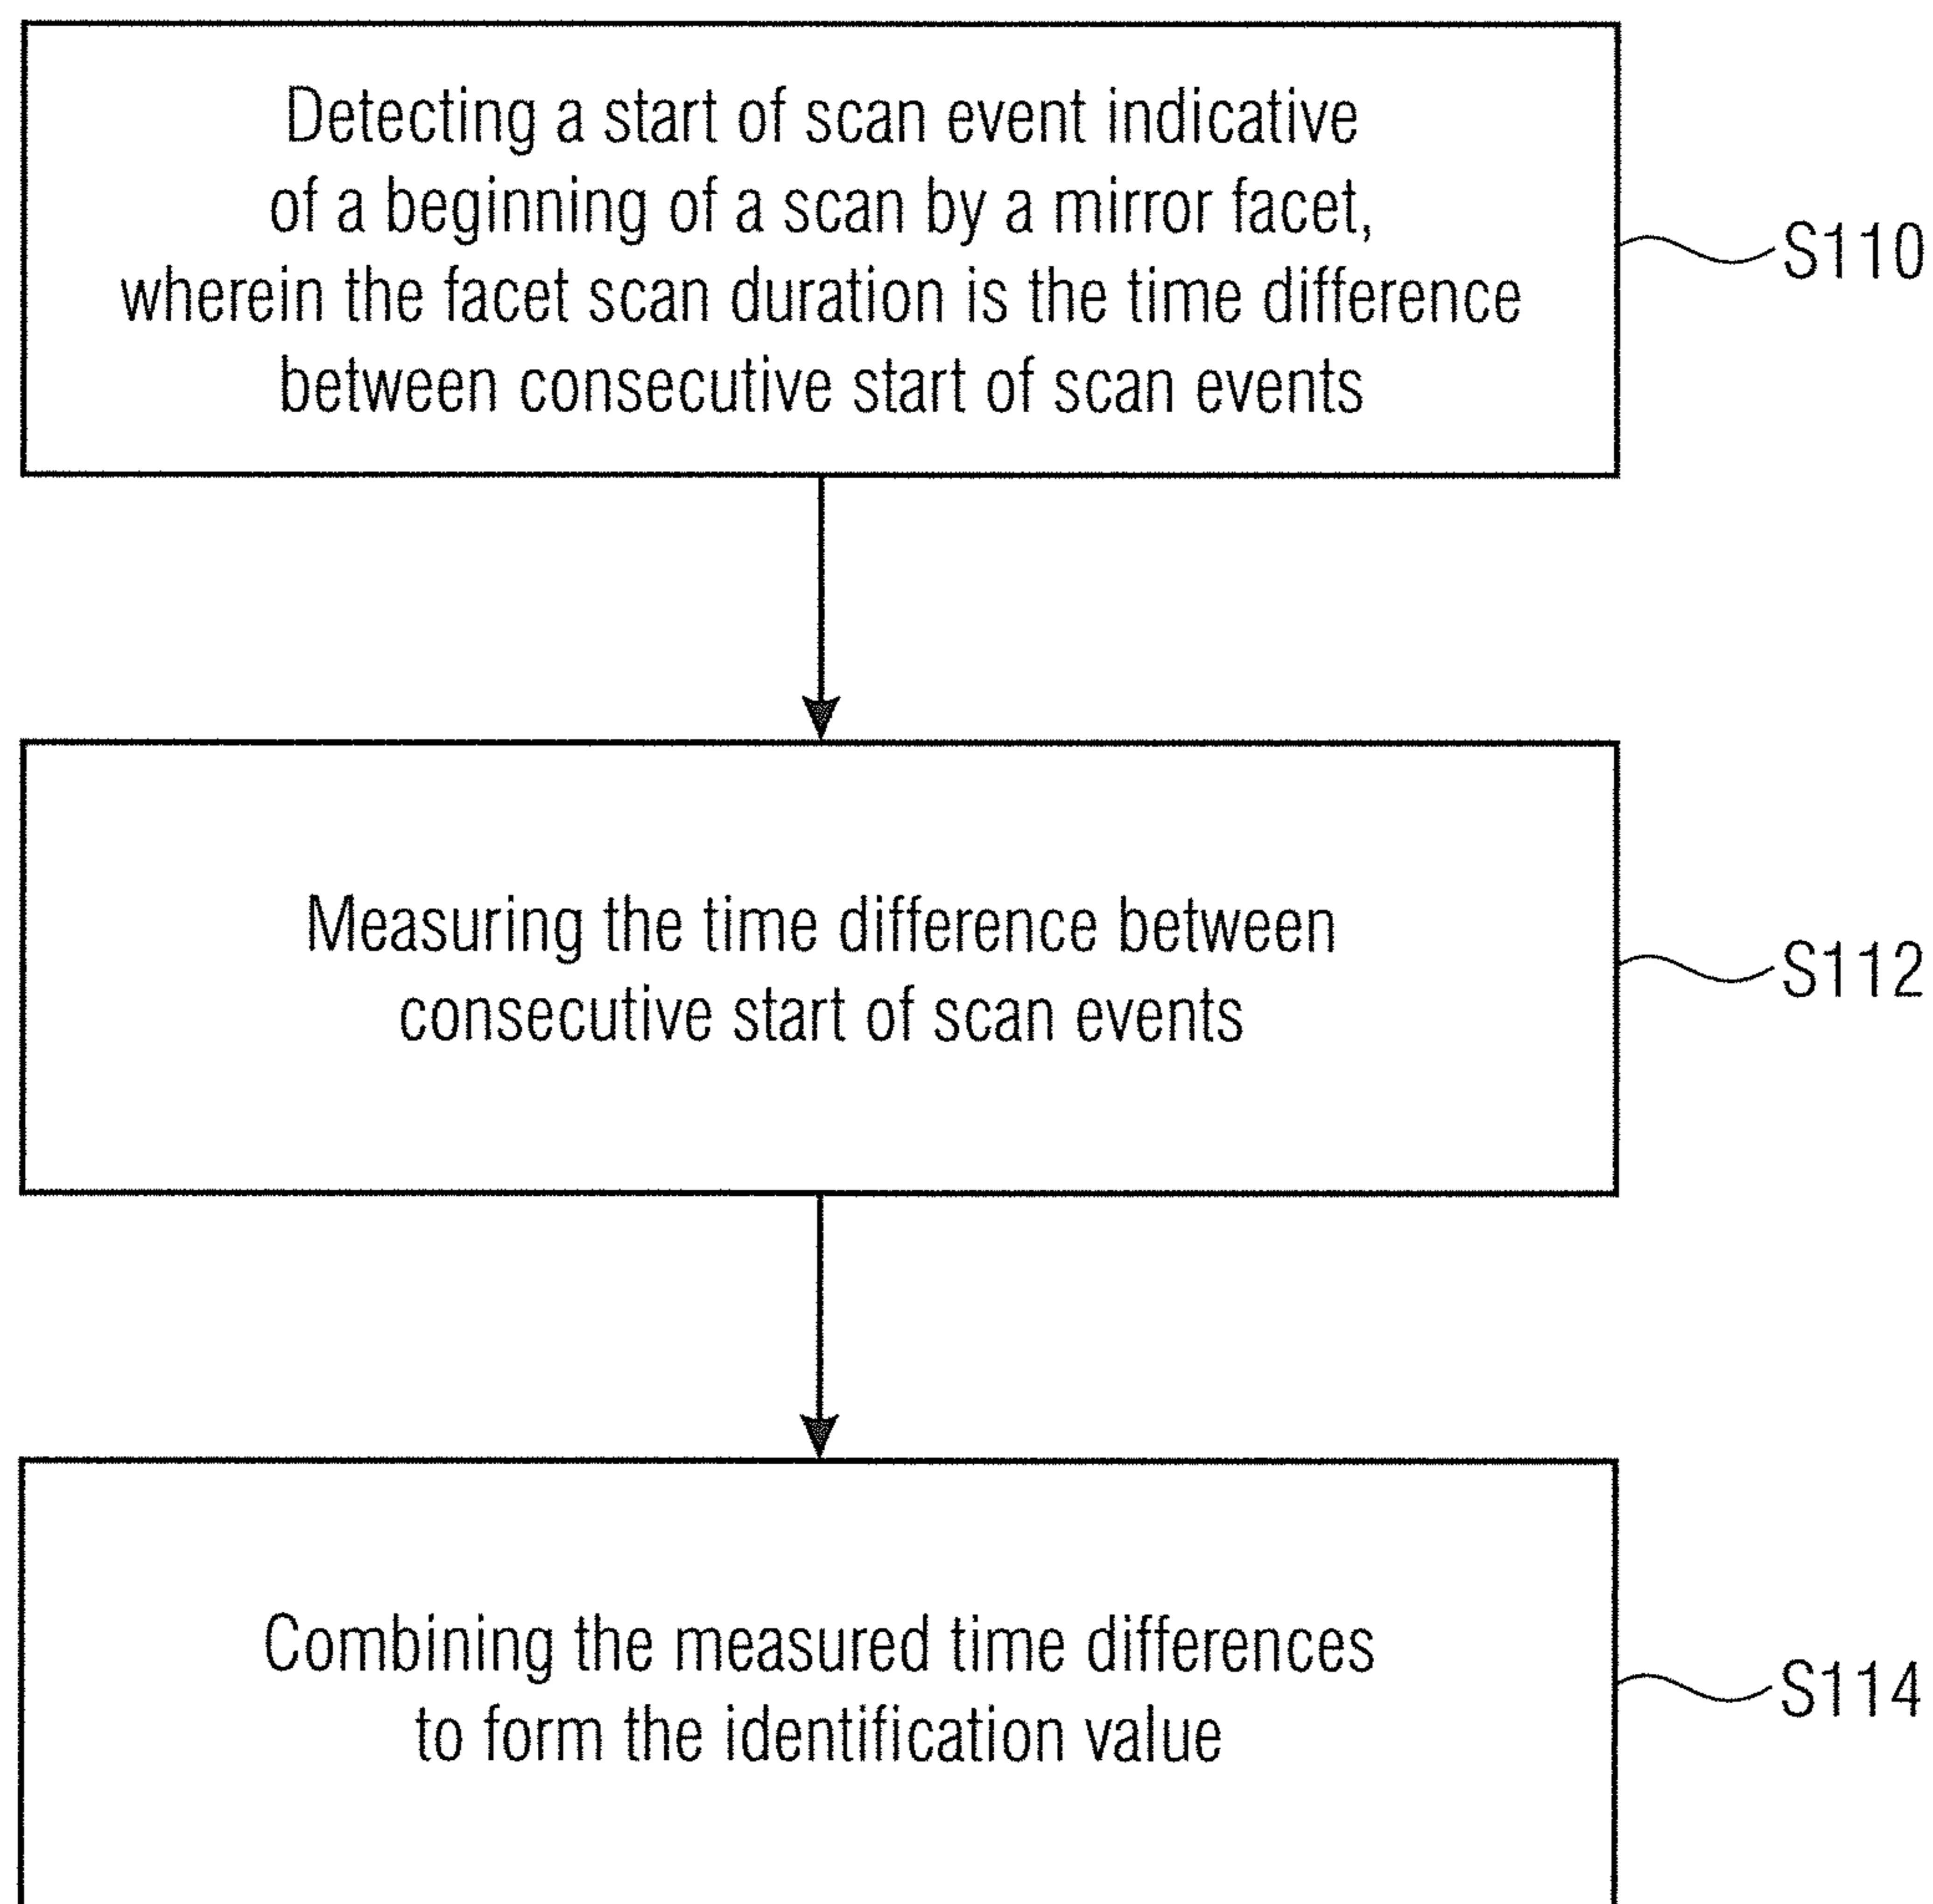 Detecting a start of scan event indicative
of a beginning of a scan by a mirror facet,
wherein the facet scan duration is the time difference
between consecutive start of scan events
S110
Measuring the time difference between
consecutive start of scan events
S112
Combining the measured time differences
to form the identification value
S114